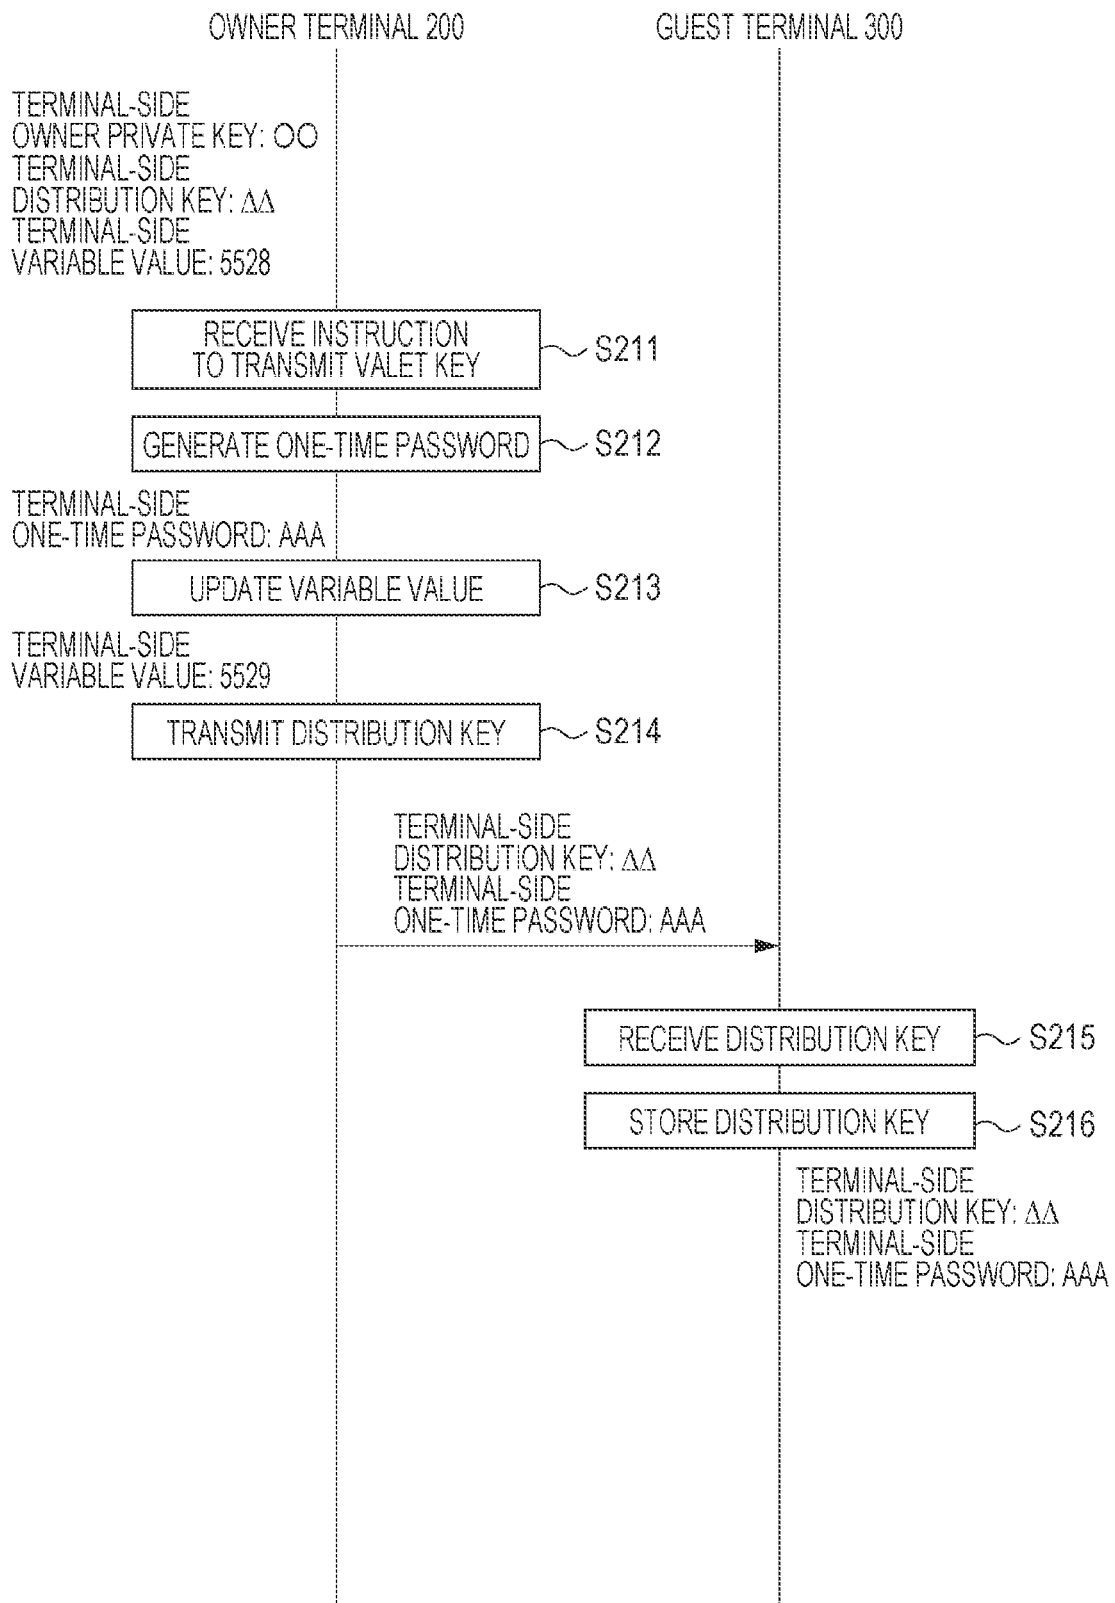 OWNER TERMINAL 200
GUEST TERMINAL 300
TERMINAL-SIDE
OWNER PRIVATE KEY: ○○
TERMINAL-SIDE
DISTRIBUTION KEY: ΔΔ
TERMINAL-SIDE
VARIABLE VALUE: 5528
RECEIVE INSTRUCTION
TO TRANSMIT VALET KEY
S211
GENERATE ONE-TIME PASSWORD
S212
TERMINAL-SIDE
ONE-TIME PASSWORD: AAA
UPDATE VARIABLE VALUE
S213
TERMINAL-SIDE
VARIABLE VALUE: 5529
TRANSMIT DISTRIBUTION KEY
S214
TERMINAL-SIDE
DISTRIBUTION KEY: ΔΔ
TERMINAL-SIDE
ONE-TIME PASSWORD: AAA
RECEIVE DISTRIBUTION KEY
S215
STORE DISTRIBUTION KEY
S216
TERMINAL-SIDE
DISTRIBUTION KEY: ΔΔ
TERMINAL-SIDE
ONE-TIME PASSWORD: AAA